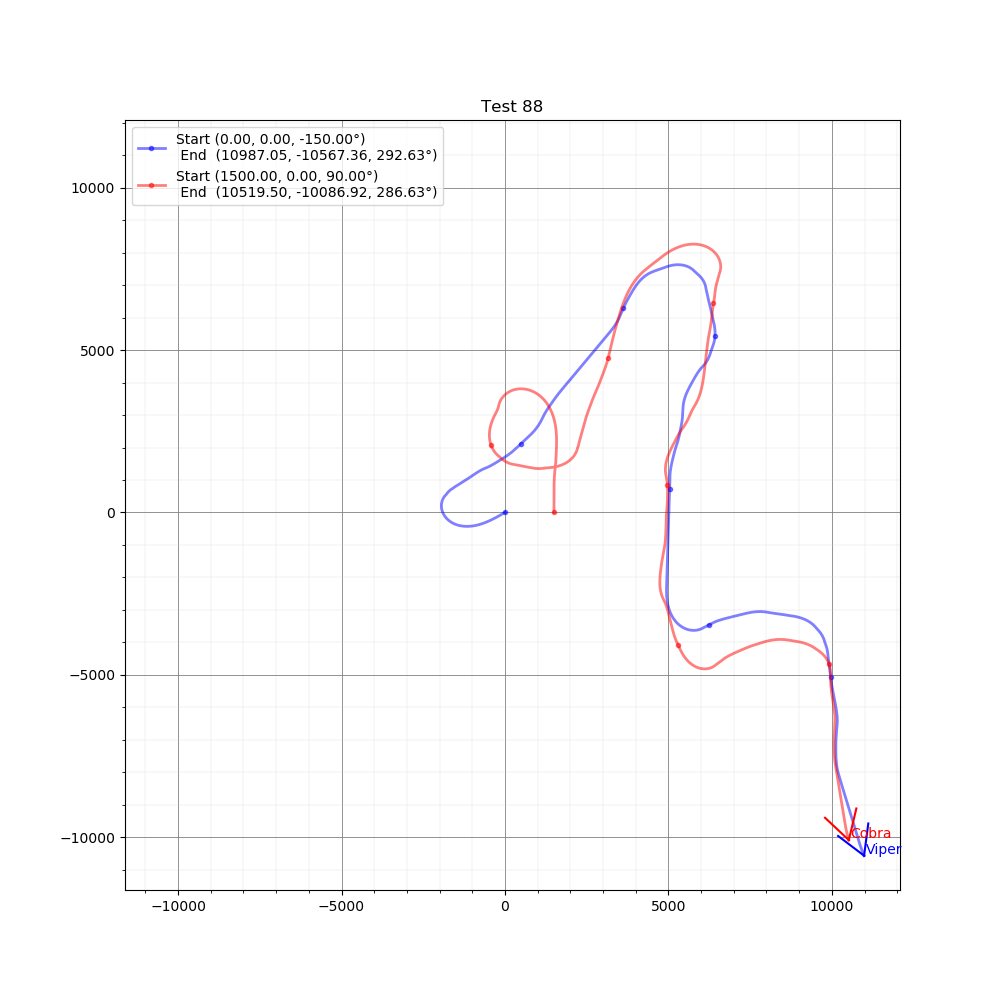 Test 88
Start (0.00, 0.00, -150.00°)
End (10987.05, -10567.36, 292.63°)
Start (1500.00, 0.00, 90.00°)
End (10519.50, -10086.92, 286.63°)
10000
5000
0
−5000
−10000
Cobra
Viper
−10000 −5000 0 5000 10000